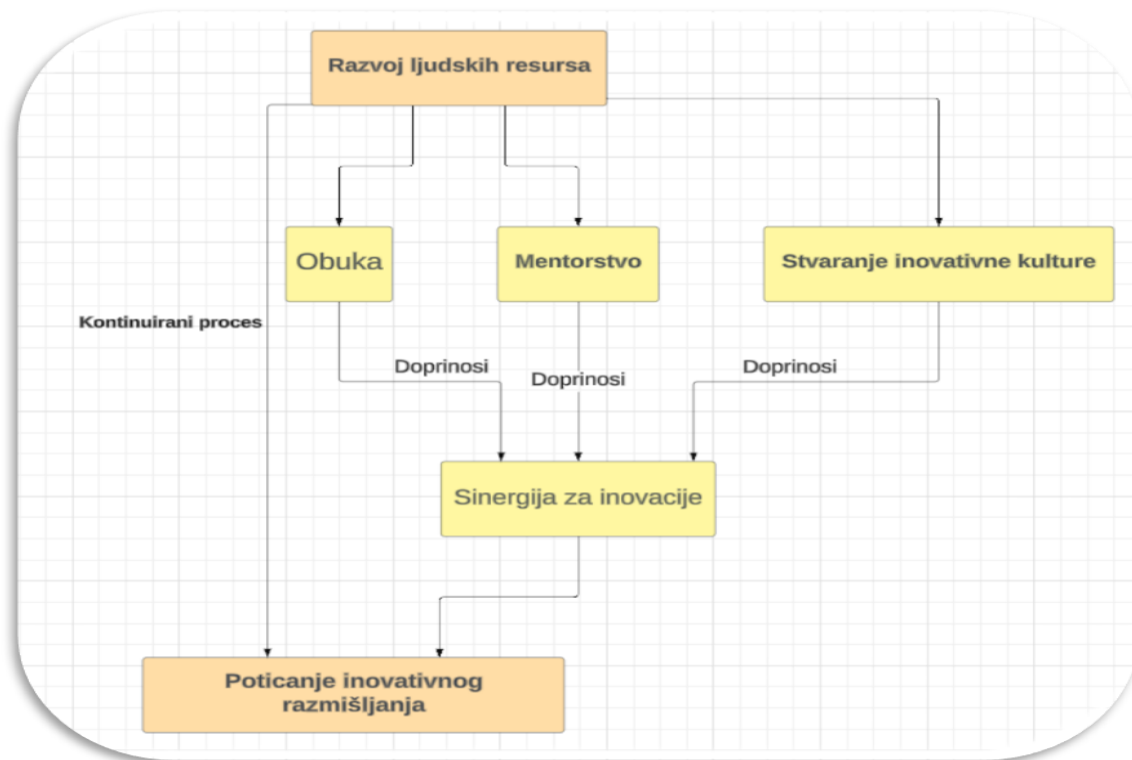 Razvoj ljudskih resursa
Obuka
Mentorstvo
Stvaranje inovativne kulture
Kontinuirani proces
Doprinosi
Doprinosi
Doprinosi
Sinergija za inovacije
Poticanje inovativnog
razmišljanja